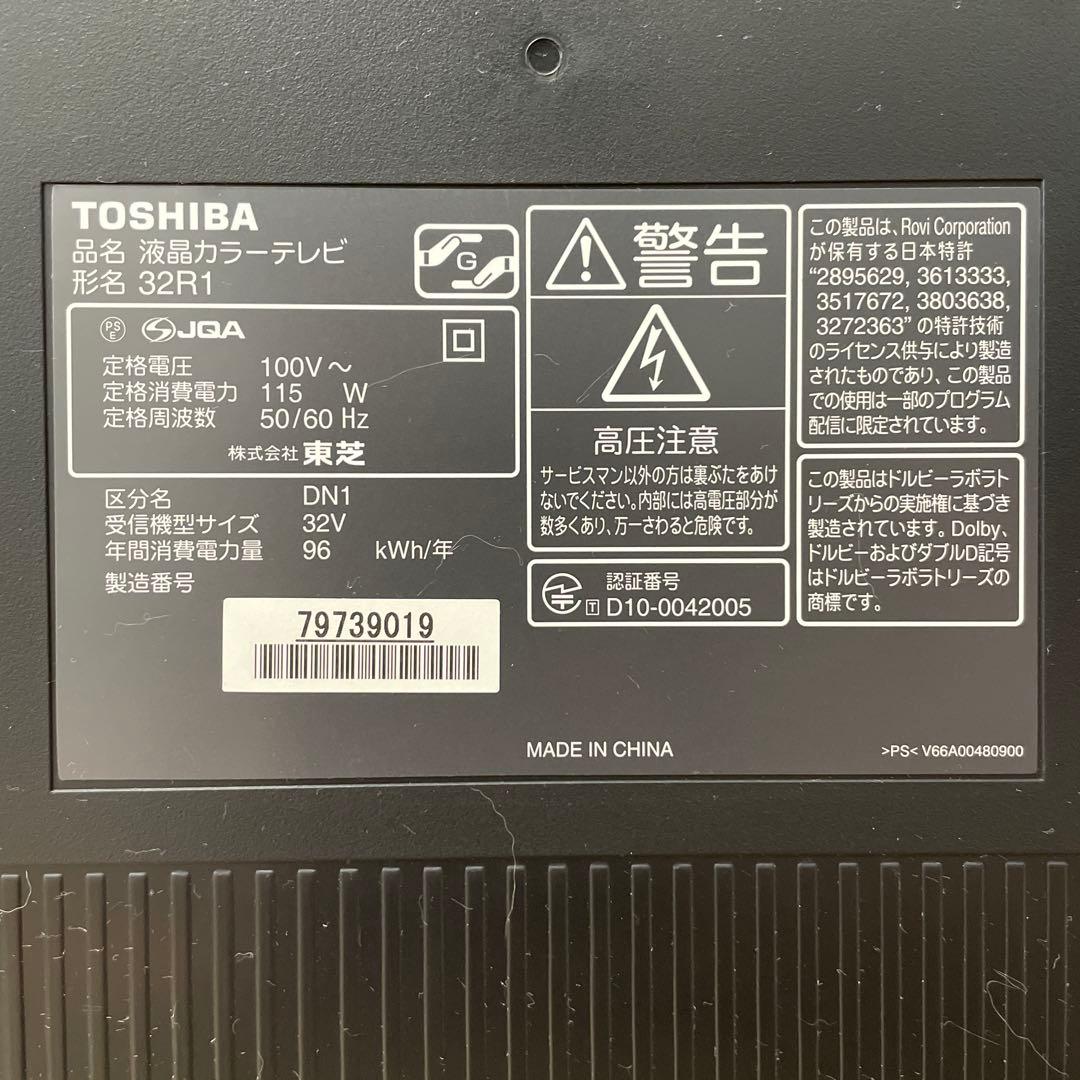 TOSHIBA
品名 液晶カラーテレビ
形名 32R1
G
PS
E
JQA
定格電圧 100V～
定格消費電力 115 W
定格周波数 50/60 Hz
株式会社 東芝
区分名 DN1
受信機型サイズ 32V
年間消費電力量 96 kWh/年
製造番号
79739019
警告
高圧注意
サービスマン以外の方は裏ぶたをあけ
ないでください。内部には高電圧部分が
数多くあり、万一さわると危険です。
認証番号
T D10-0042005
この製品は、Rovi Corporation
が保有する日本特許
“2895629, 3613333,
3517672, 3803638,
3272363” の特許技術
のライセンス供与により製造
されたものであり、この製品
での使用は一部のプログラム
配信に限定されています。
この製品はドルビーラボラト
リーズからの実施権に基づき
製造されています。Dolby、
ドルビーおよびダブルD記号
はドルビーラボラトリーズの
商標です。
MADE IN CHINA
>PS< V66A00480900